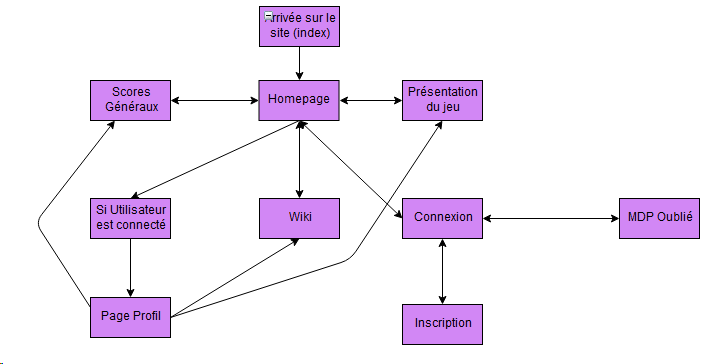 Arrivée sur le
site (index)
Scores
Généraux
Homepage
Présentation
du jeu
Si Utilisateur
est connecté
Wiki
Connexion
MDP Oublié
Page Profil
Inscription